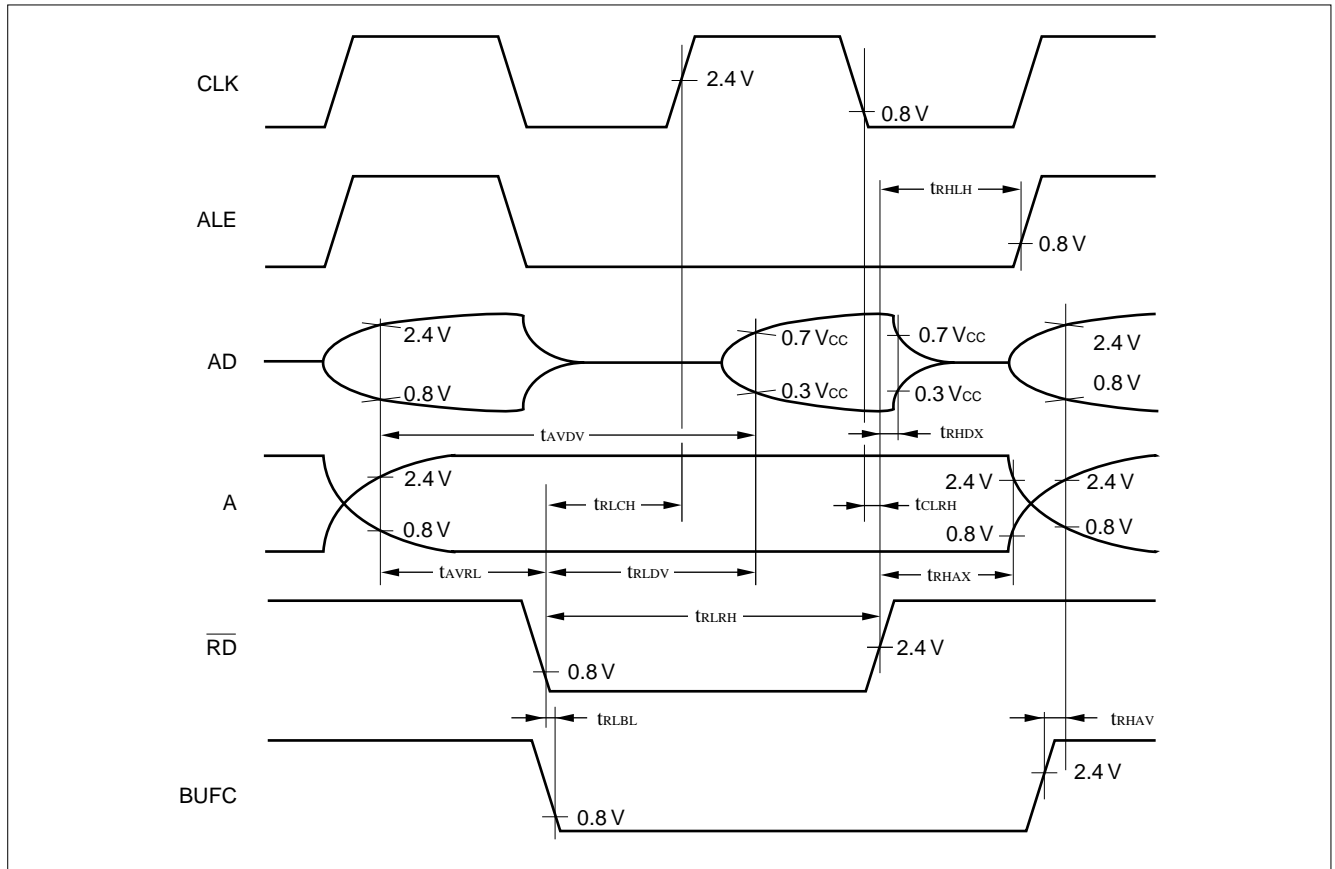 CLK
2.4 V
0.8 V
tRHLH
ALE
0.8 V
AD
2.4 V
0.8 V
0.7 VCC
0.3 VCC
0.7 VCC
0.3 VCC
2.4 V
0.8 V
tAVDV
tRHDX
A
2.4 V
0.8 V
tRLCH
tCLRH
2.4 V
0.8 V
2.4 V
0.8 V
tAVRL
tRLDV
tRHAX
tRLRH
RD
0.8 V
2.4 V
tRLBL
tRHAV
BUFC
0.8 V
2.4 V